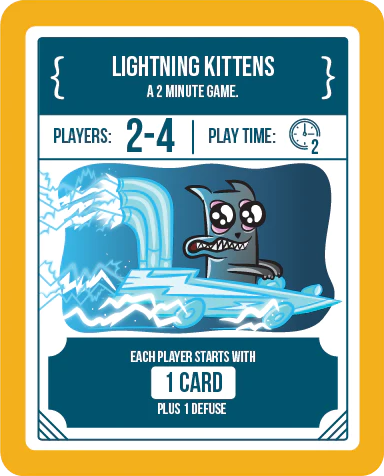 LIGHTNING KITTENS
A 2 MINUTE GAME.
PLAYERS: 2-4 PLAY TIME: 2
EACH PLAYER STARTS WITH
1 CARD
PLUS 1 DEFUSE